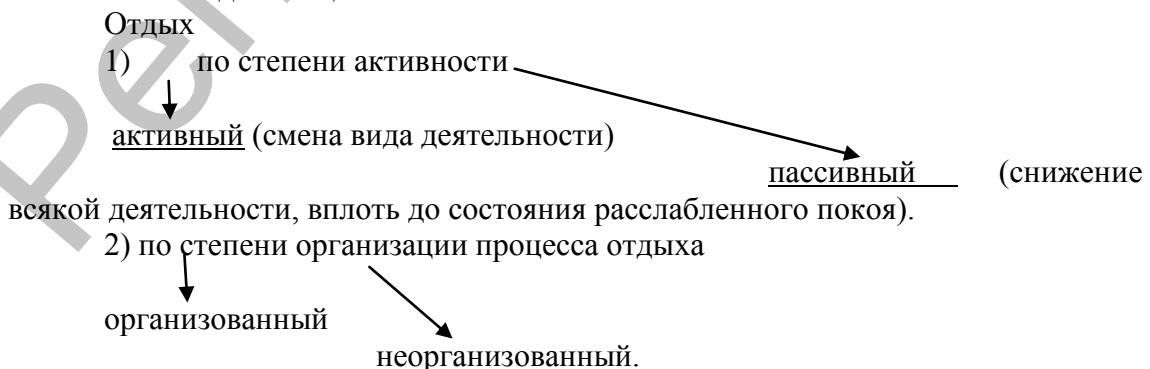 Отдых
1) по степени активности
активный (смена вида деятельности)
пассивный (снижение
всякой деятельности, вплоть до состояния расслабленного покоя).
2) по степени организации процесса отдыха
организованный
неорганизованный.